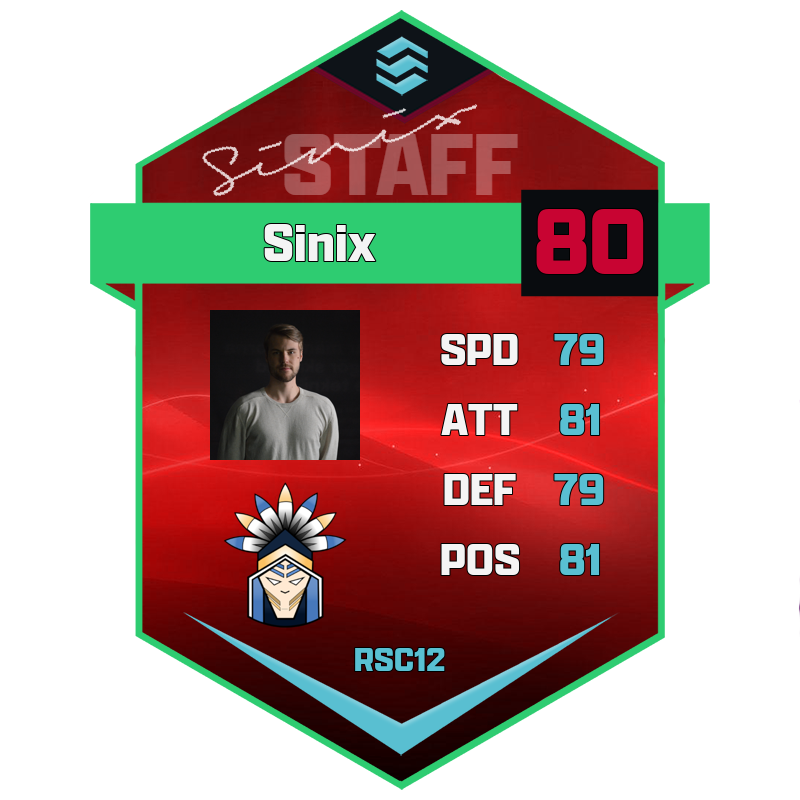 Sinix
STAFF
Sinix 80
SPD 79
ATT 81
DEF 79
POS 81
RSC12